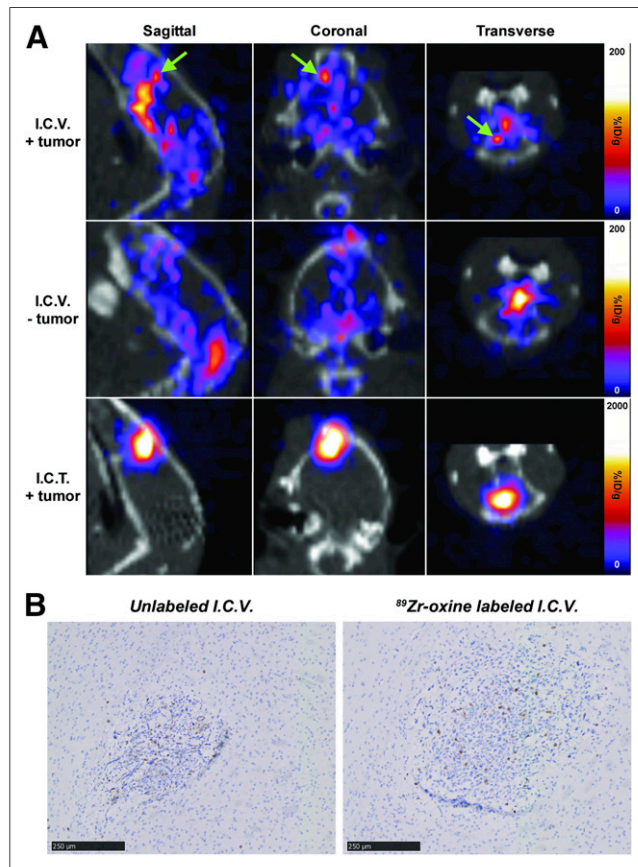 A
Sagittal Coronal Transverse
I.C.V.
+ tumor
200
%ID/g
0
I.C.V.
- tumor
200
%ID/g
0
I.C.T.
+ tumor
2000
%ID/g
0
B
Unlabeled I.C.V. ⁸⁹Zr-oxine labeled I.C.V.
250 µm 250 µm